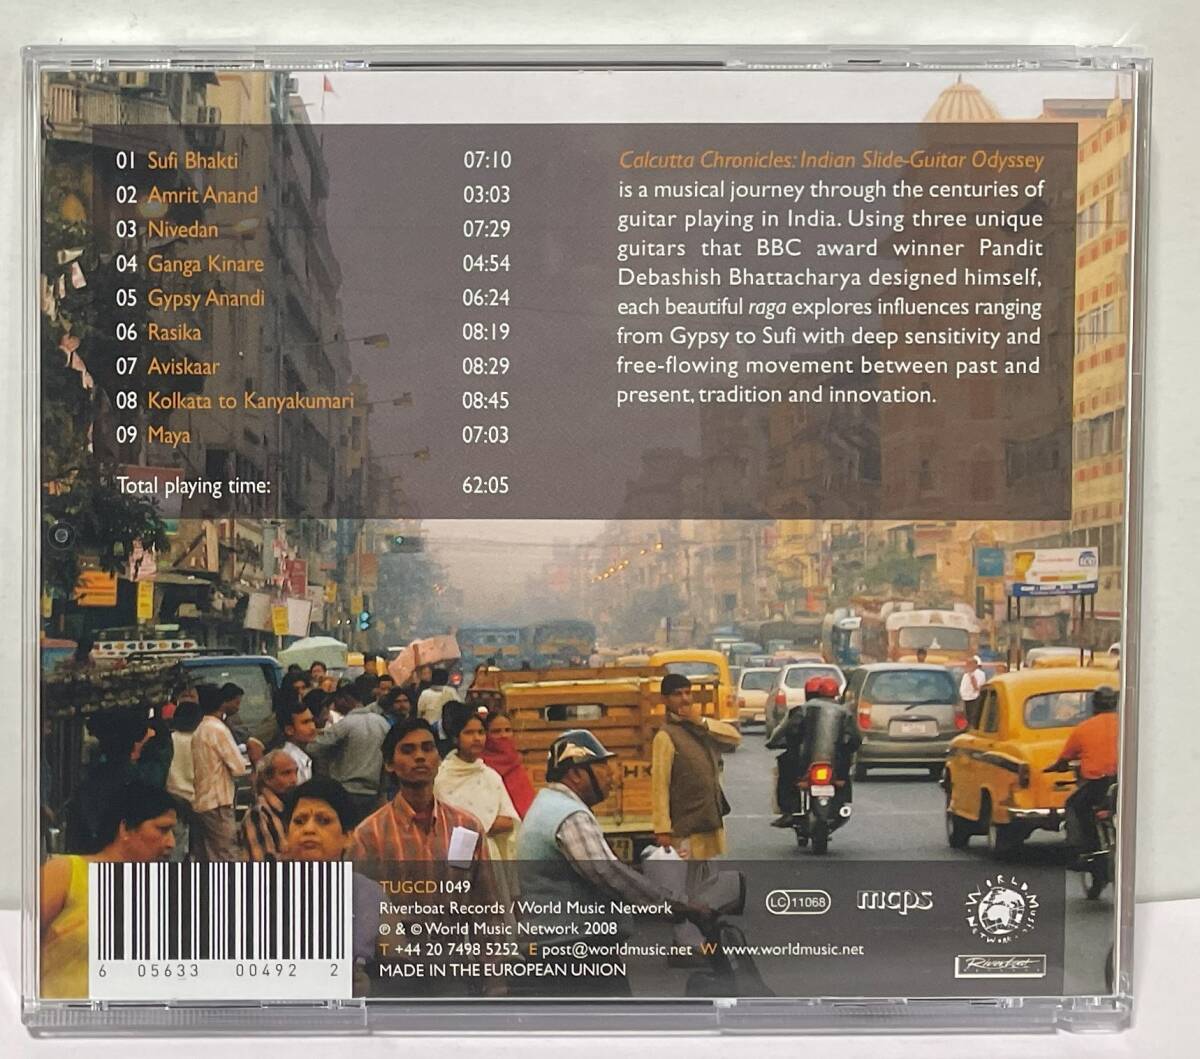 01 Sufi Bhakti 07:10
02 Amrit Anand 03:03
03 Nivedan 07:29
04 Ganga Kinare 04:54
05 Gypsy Anandi 06:24
06 Rasika 08:19
07 Aviskaar 08:29
08 Kolkata to Kanyakumari 08:45
09 Maya 07:03
Total playing time: 62:05
Calcutta Chronicles: Indian Slide-Guitar Odyssey
is a musical journey through the centuries of
guitar playing in India. Using three unique
guitars that BBC award winner Pandit
Debashish Bhattacharya designed himself,
each beautiful raga explores influences ranging
from Gypsy to Sufi with deep sensitivity and
free-flowing movement between past and
present, tradition and innovation.
6 05633 00492 2
TUGCD1049
Riverboat Records / World Music Network
℗ & © World Music Network 2008
T +44 20 7498 5252 E post@worldmusic.net W www.worldmusic.net
MADE IN THE EUROPEAN UNION
LC 11068
mcps
WORLD MUSIC NETWORK
Riverboat